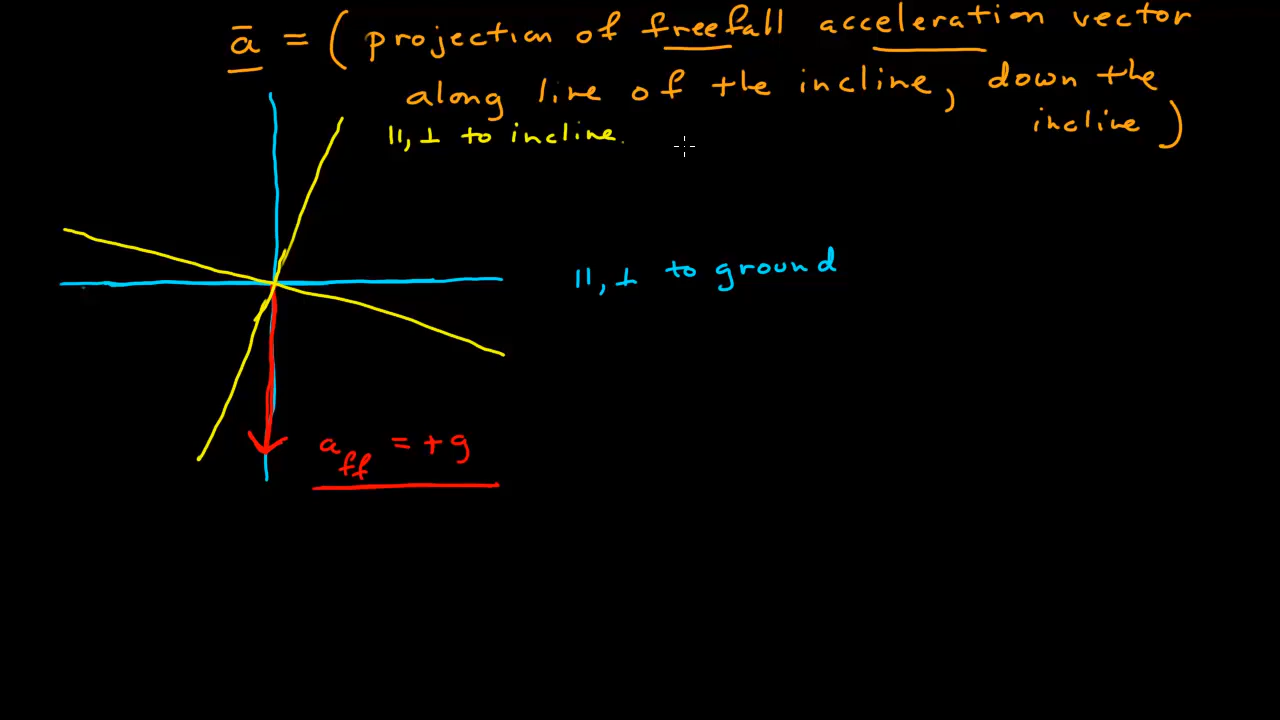 ā = ( projection of freefall acceleration vector
along line of the incline, down the
incline )
||, ⊥ to incline.
||, ⊥ to ground
a_ff = +g